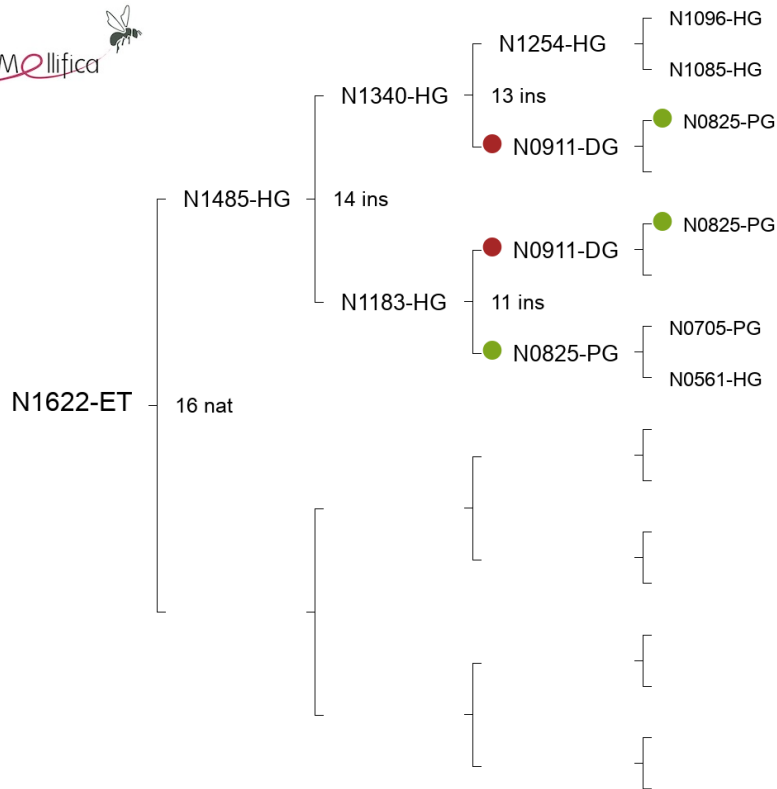 Mellifica
N1096-HG
N1254-HG
N1085-HG
N1340-HG
13 ins
N0825-PG
N0911-DG
N1485-HG
14 ins
N0825-PG
N0911-DG
N1183-HG
11 ins
N0705-PG
N0825-PG
N0561-HG
N1622-ET
16 nat